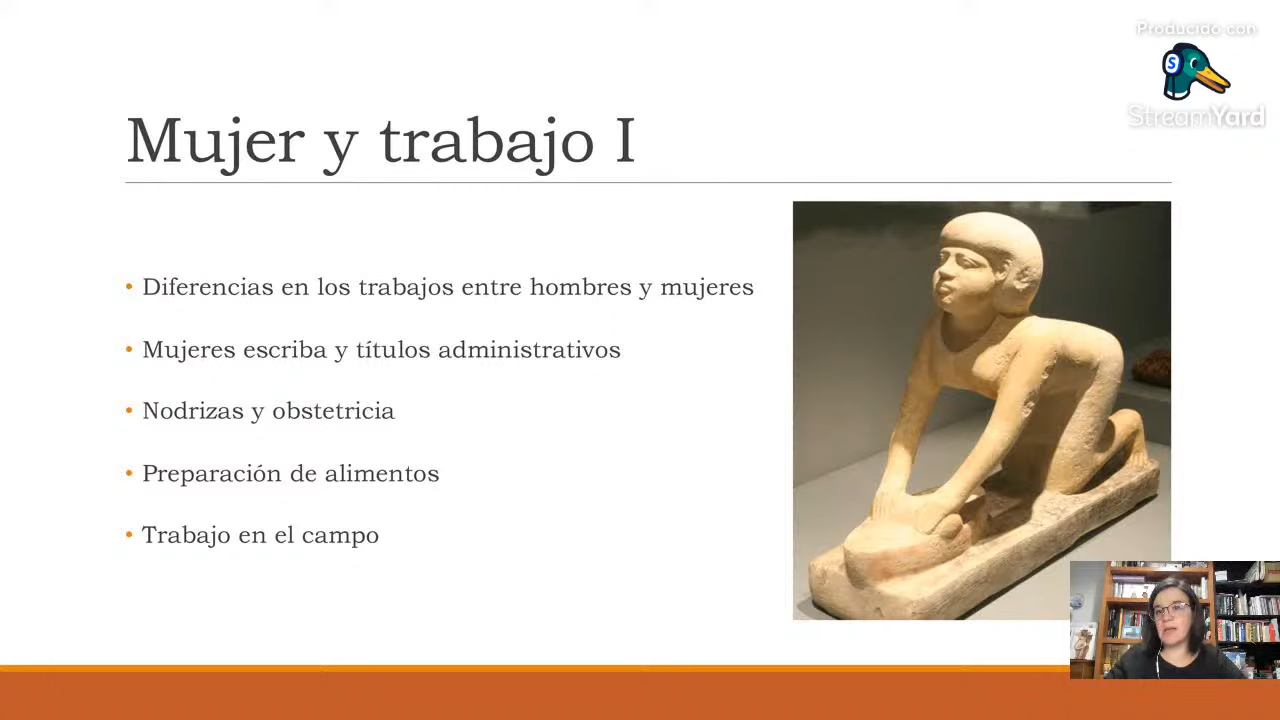 Producido con
StreamYard
Mujer y trabajo I
• Diferencias en los trabajos entre hombres y mujeres
• Mujeres escriba y títulos administrativos
• Nodrizas y obstetricia
• Preparación de alimentos
• Trabajo en el campo